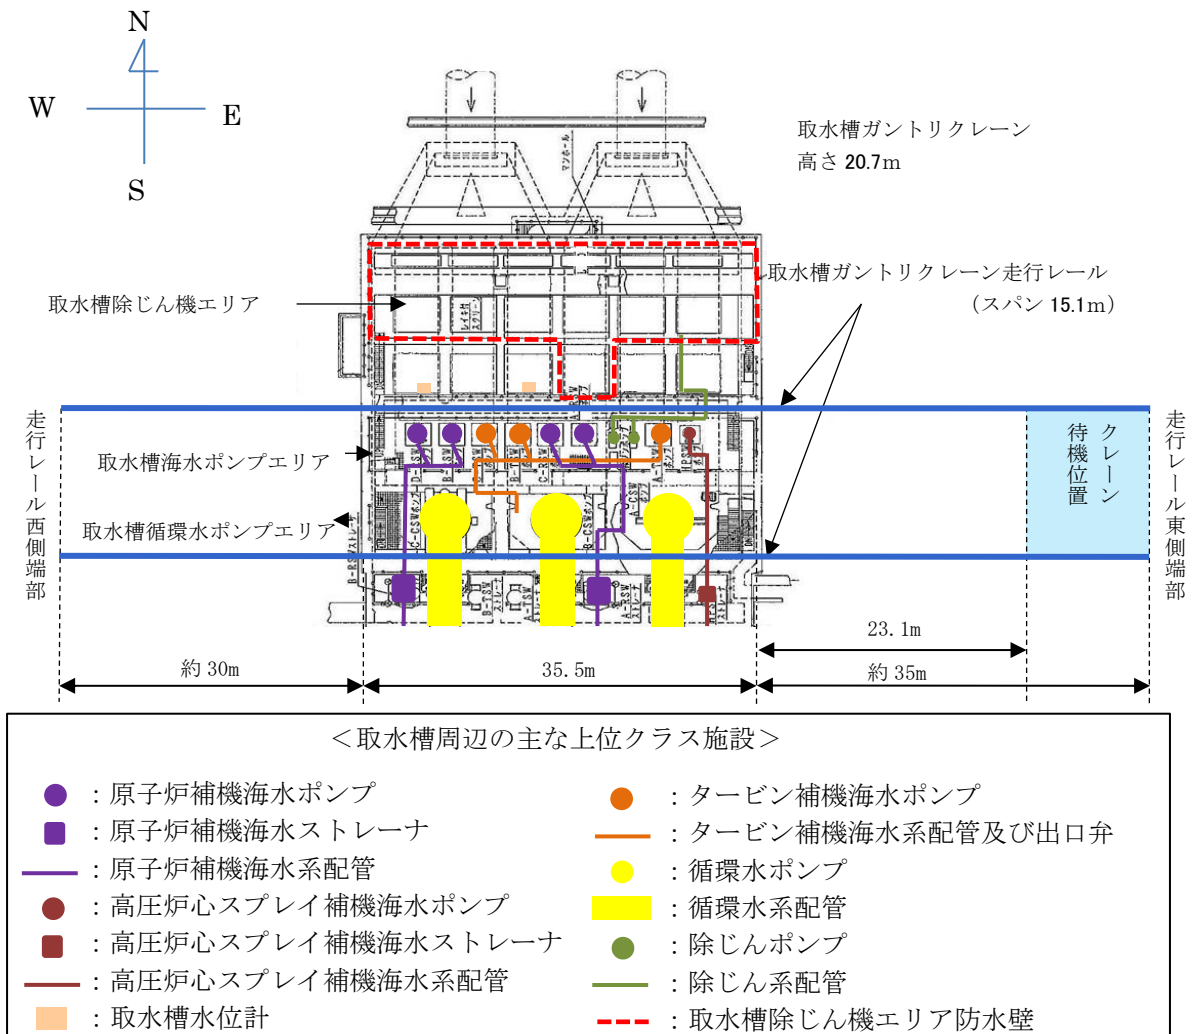 N
W
E
S
取水槽ガントリクレーン
高さ 20.7m
マンホール
取水槽ガントリクレーン走行レール
（スパン 15.1m）
取水槽除じん機エリア
レイキ付
スクリーン
走行レール西側端部
取水槽海水ポンプエリア
取水槽循環水ポンプエリア
クレーン
待機位置
走行レール東側端部
23.1m
約 30m
35.5m
約 35m
＜取水槽周辺の主な上位クラス施設＞
：原子炉補機海水ポンプ
：タービン補機海水ポンプ
：原子炉補機海水ストレーナ
：タービン補機海水系配管及び出口弁
：原子炉補機海水系配管
：循環水ポンプ
：高圧炉心スプレイ補機海水ポンプ
：循環水系配管
：高圧炉心スプレイ補機海水ストレーナ
：除じんポンプ
：高圧炉心スプレイ補機海水系配管
：除じん系配管
：取水槽水位計
：取水槽除じん機エリア防水壁